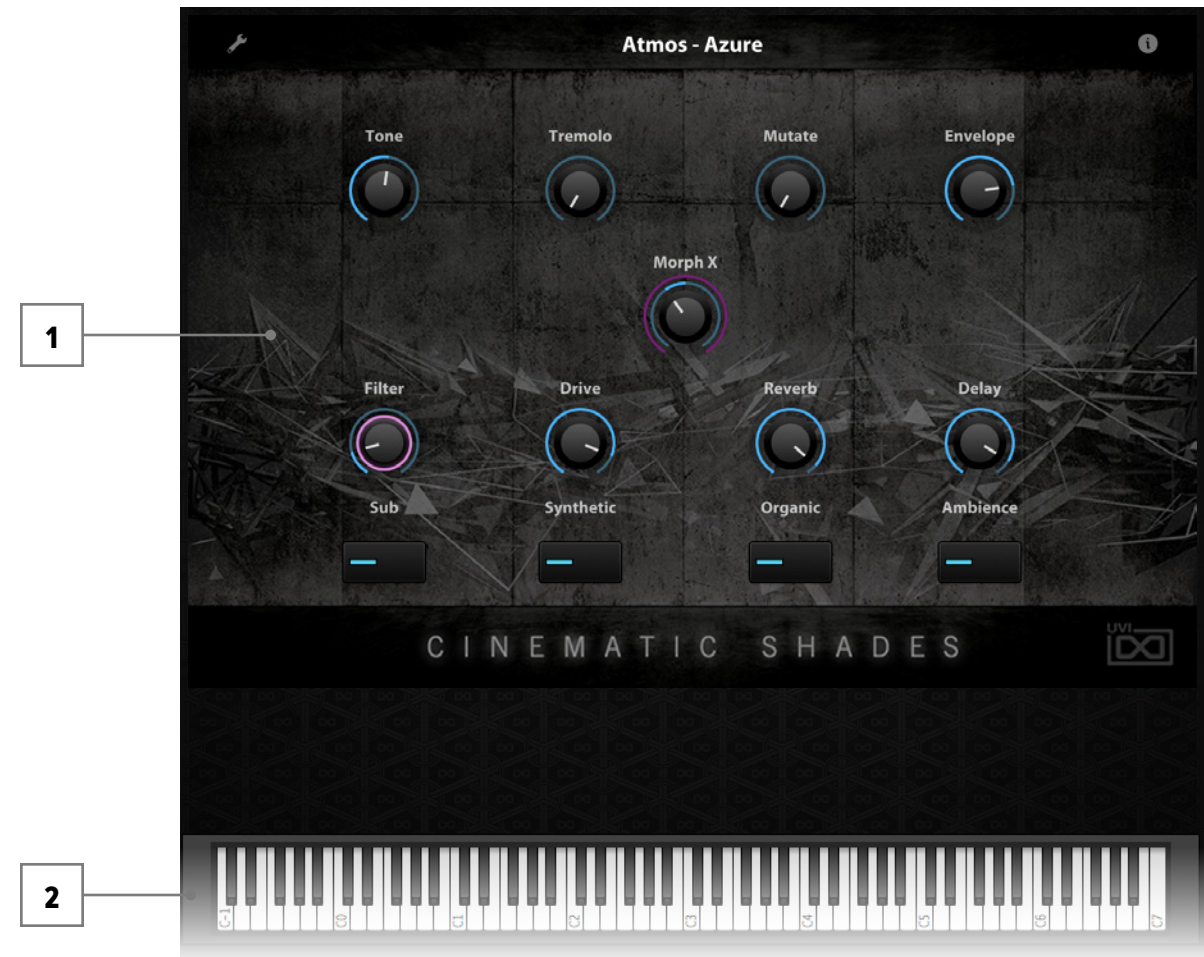 Atmos - Azure
i
Tone Tremolo Mutate Envelope
Morph X
1
Filter Drive Reverb Delay
Sub Synthetic Organic Ambience
CINEMATIC SHADES
UVI
2
C-1 C0 C1 C2 C3 C4 C5 C6 C7